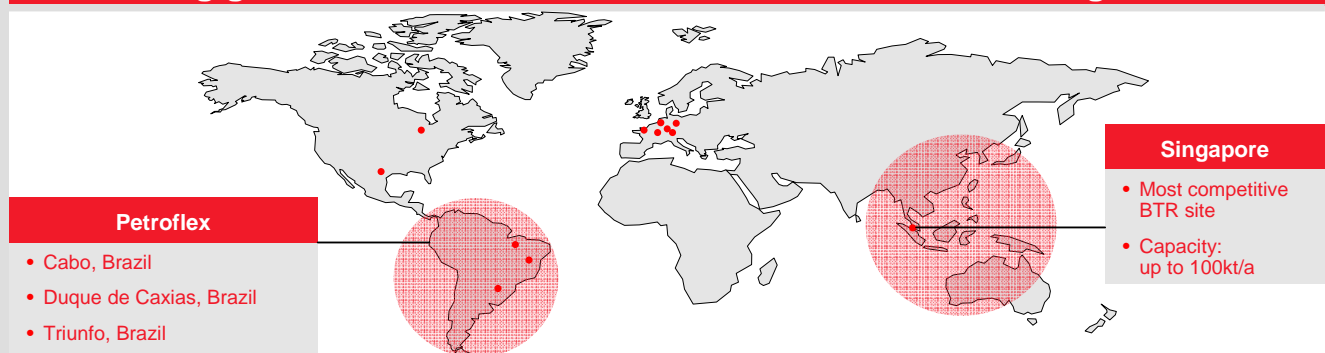 Petroflex
• Cabo, Brazil
• Duque de Caxias, Brazil
• Triunfo, Brazil
Singapore
• Most competitive
BTR site
• Capacity:
up to 100kt/a